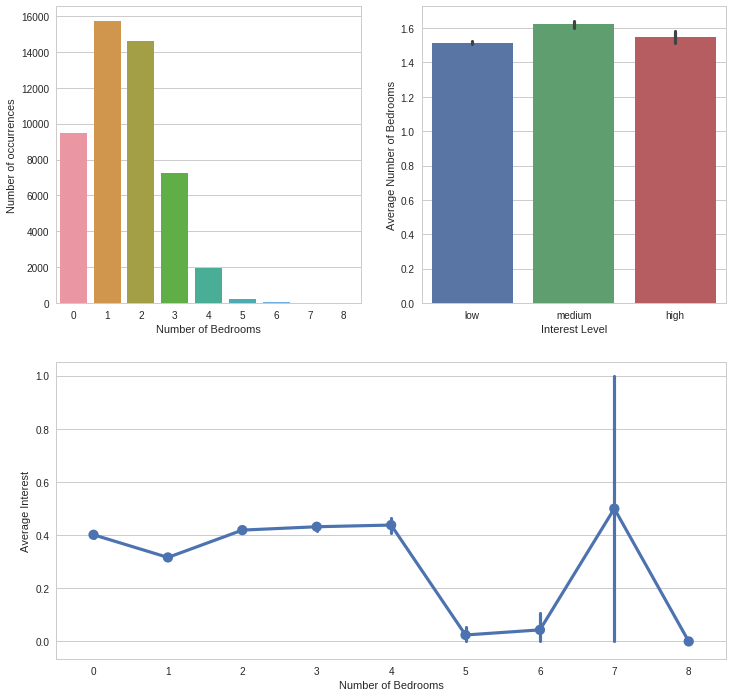 16000
14000
12000
10000
8000
6000
4000
2000
0
Number of occurrences
0 1 2 3 4 5 6 7 8
Number of Bedrooms
1.6
1.4
1.2
1.0
0.8
0.6
0.4
0.2
0.0
Average Number of Bedrooms
low medium high
Interest Level
1.0
0.8
0.6
0.4
0.2
0.0
Average Interest
0 1 2 3 4 5 6 7 8
Number of Bedrooms